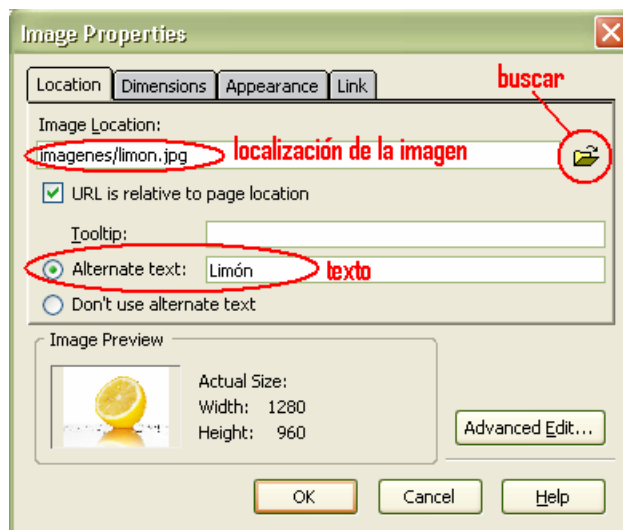 Image Properties
buscar
Location Dimensions Appearance Link
Image Location:
imagenes/limon.jpg localización de la imagen
URL is relative to page location
Tooltip:
Alternate text: Limón texto
Don't use alternate text
Image Preview
Actual Size:
Width: 1280
Height: 960
Advanced Edit...
OK Cancel Help